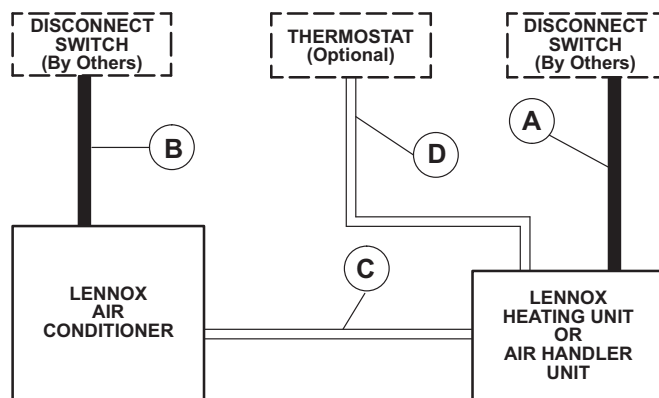 DISCONNECT
SWITCH
(By Others)
THERMOSTAT
(Optional)
DISCONNECT
SWITCH
(By Others)
B
D
A
C
LENNOX
AIR
CONDITIONER
LENNOX
HEATING UNIT
OR
AIR HANDLER
UNIT